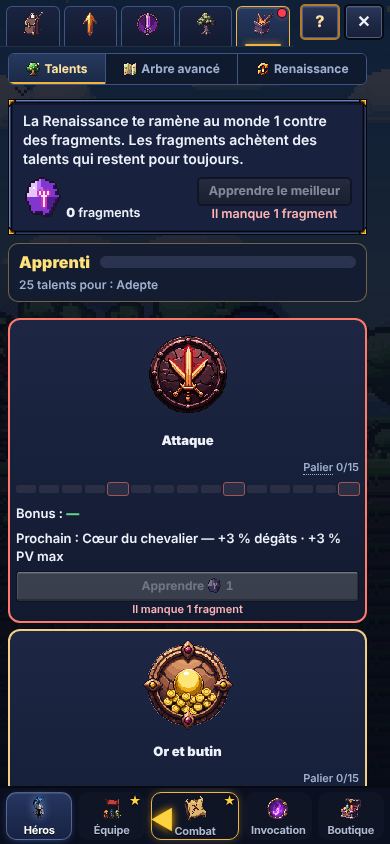 ?
×
Talents
Arbre avancé
Renaissance
La Renaissance te ramène au monde 1 contre
des fragments. Les fragments achètent des
talents qui restent pour toujours.
0 fragments
Apprendre le meilleur
Il manque 1 fragment
Apprenti
25 talents pour : Adepte
Attaque
Palier 0/15
Bonus : —
Prochain : Cœur du chevalier — +3 % dégâts · +3 %
PV max
Apprendre 1
Il manque 1 fragment
Or et butin
Palier 0/15
Héros
Équipe
Combat
Invocation
Boutique